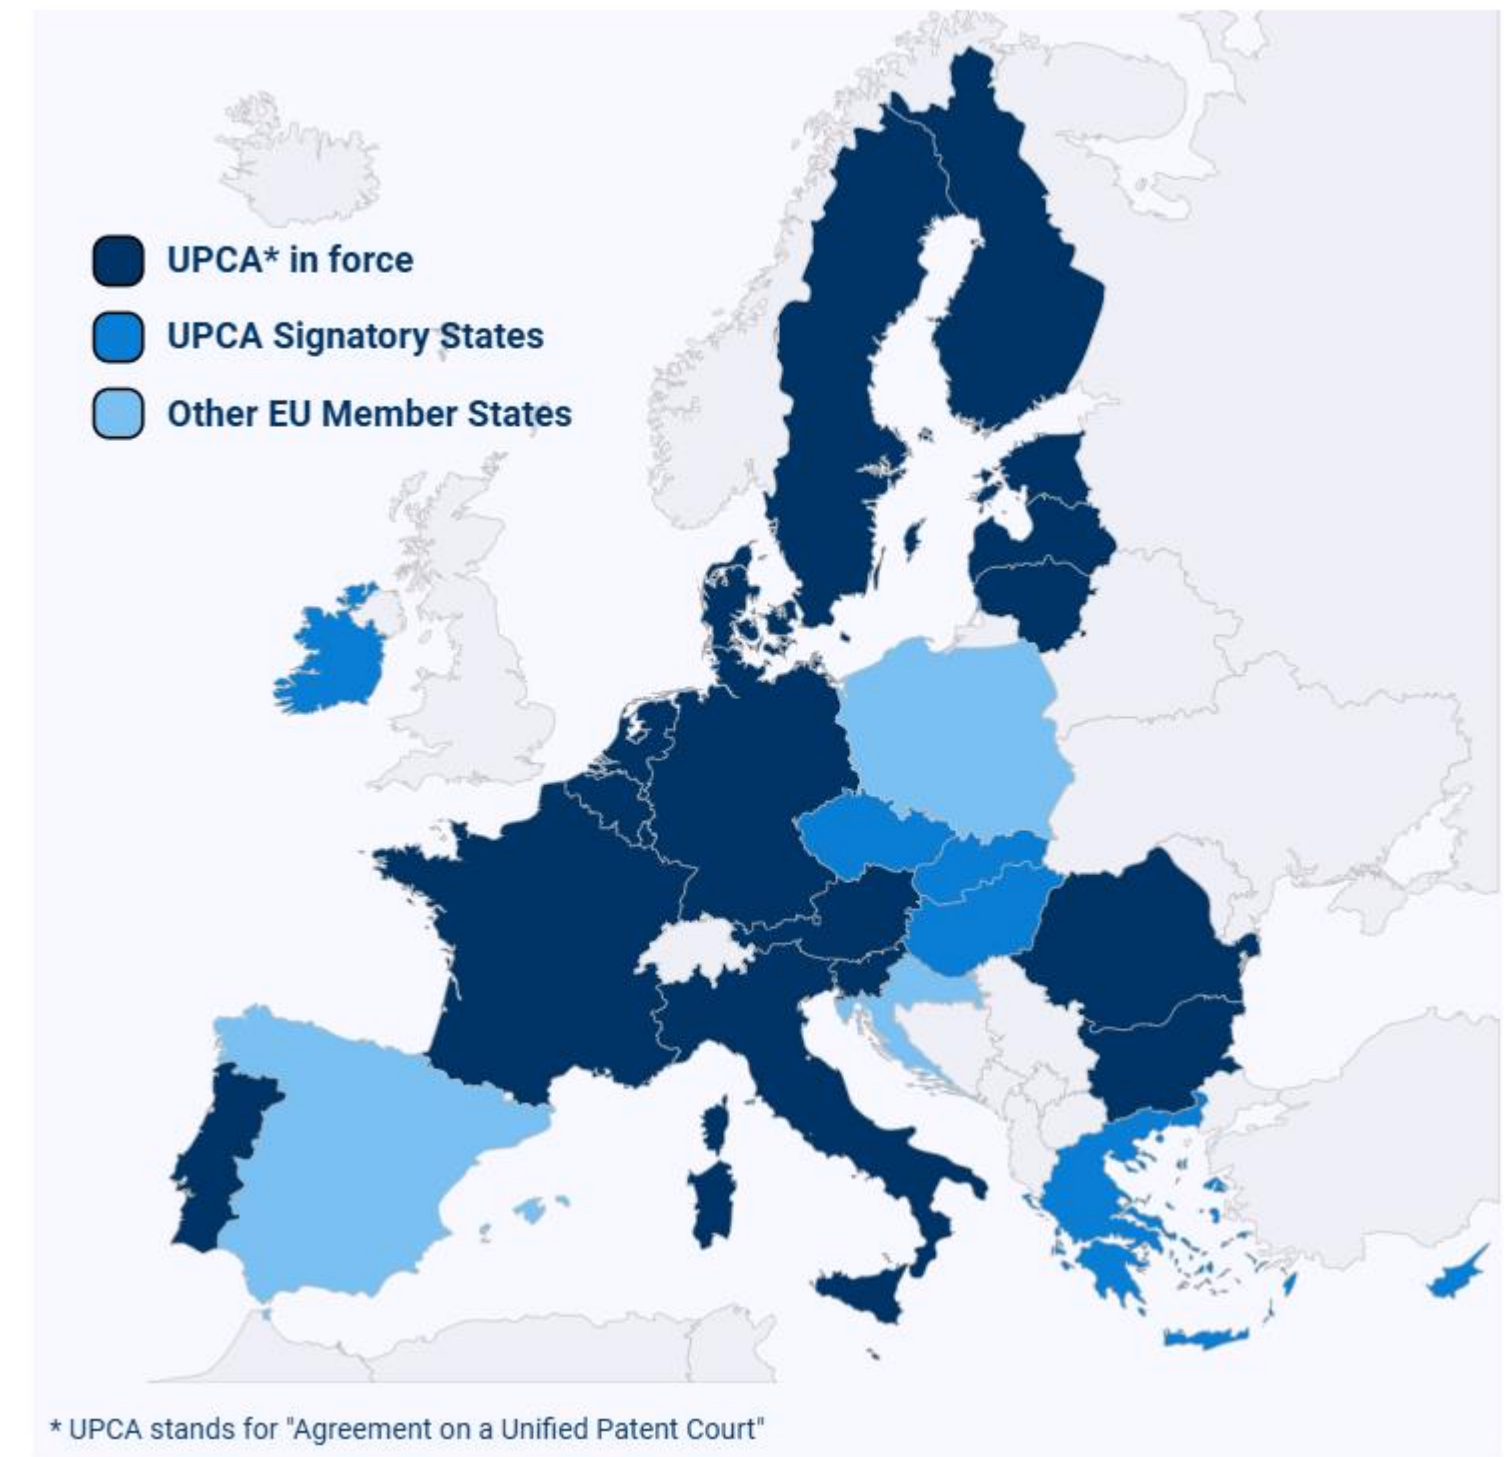 UPCA* in force
UPCA Signatory States
Other EU Member States
* UPCA stands for "Agreement on a Unified Patent Court"